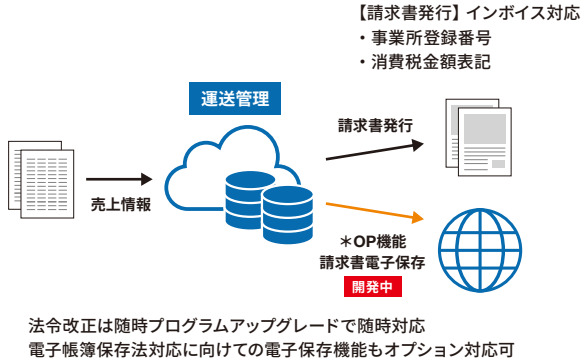 【請求書発行】インボイス対応
・事業所登録番号
・消費税金額表記
運送管理
請求書発行
売上情報
＊OP機能
請求書電子保存
開発中
法令改正は随時プログラムアップグレードで随時対応
電子帳簿保存法対応に向けての電子保存機能もオプション対応可